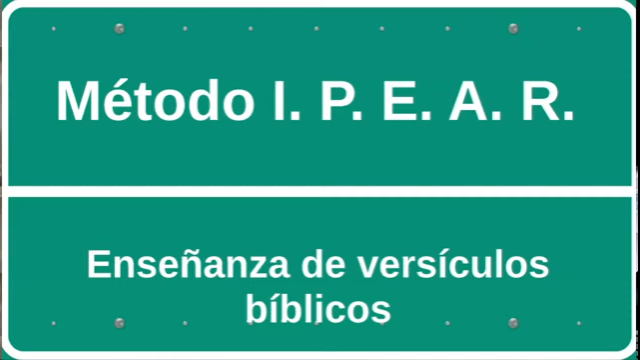 Método I. P. E. A. R.
Enseñanza de versículos
bíblicos